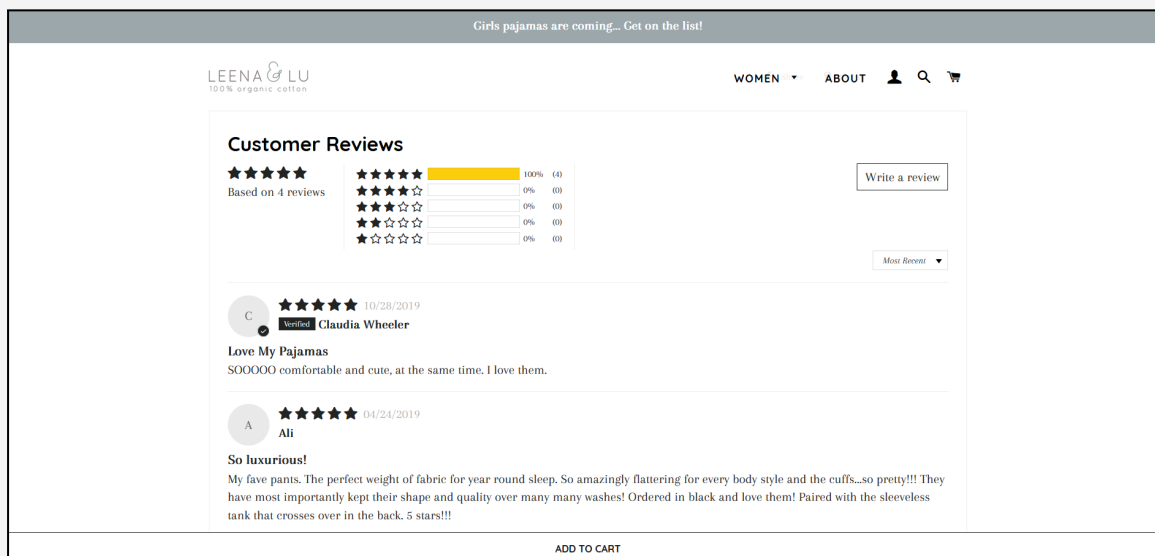 Girls pajamas are coming... Get on the list!
LEENA & LU
100% organic cotton
WOMEN
ABOUT
Customer Reviews
Based on 4 reviews
100% (4)
0% (0)
0% (0)
0% (0)
0% (0)
Write a review
Most Recent
C
10/28/2019
Verified Claudia Wheeler
Love My Pajamas
SOOOOO comfortable and cute, at the same time. I love them.
A
04/24/2019
Ali
So luxurious!
My fave pants. The perfect weight of fabric for year round sleep. So amazingly flattering for every body style and the cuffs...so pretty!!! They
have most importantly kept their shape and quality over many many washes! Ordered in black and love them! Paired with the sleeveless
tank that crosses over in the back. 5 stars!!!
ADD TO CART